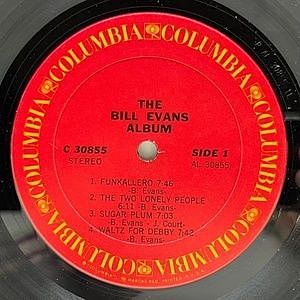 COLUMBIA COLUMBIA COLUMBIA COLUMBIA COLUMBIA COLUMBIA
THE
BILL EVANS
ALBUM
C 30855 SIDE 1
STEREO AL 30855
1. FUNKALLERO 7:46
-B. Evans-
2. THE TWO LONELY PEOPLE
6:11 -B. Evans-
3. SUGAR PLUM 7:03
-B. Evans - J. Court-
4. WALTZ FOR DEBBY 7:42
-B. Evans-